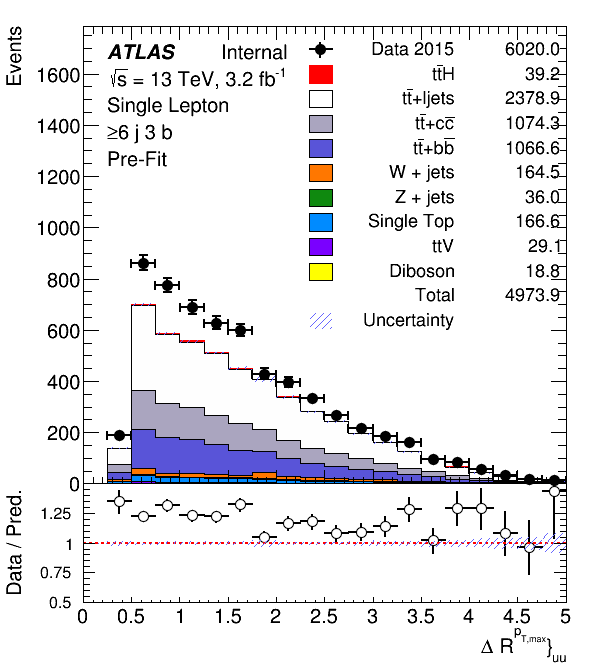 Events
ATLAS Internal
√s = 13 TeV, 3.2 fb⁻¹
Single Lepton
≥6 j 3 b
Pre-Fit
Data 2015 6020.0
tt̄H 39.2
tt̄+ljets 2378.9
tt̄+cc̄ 1074.3
tt̄+bb̄ 1066.6
W + jets 164.5
Z + jets 36.0
Single Top 166.6
ttV 29.1
Diboson 18.8
Total 4973.9
Uncertainty
1600
1400
1200
1000
800
600
400
200
0
Data / Pred.
1.25
1
0.75
0.5
0 0.5 1 1.5 2 2.5 3 3.5 4 4.5 5
Δ R^{p_{T,max}}}_{uu}